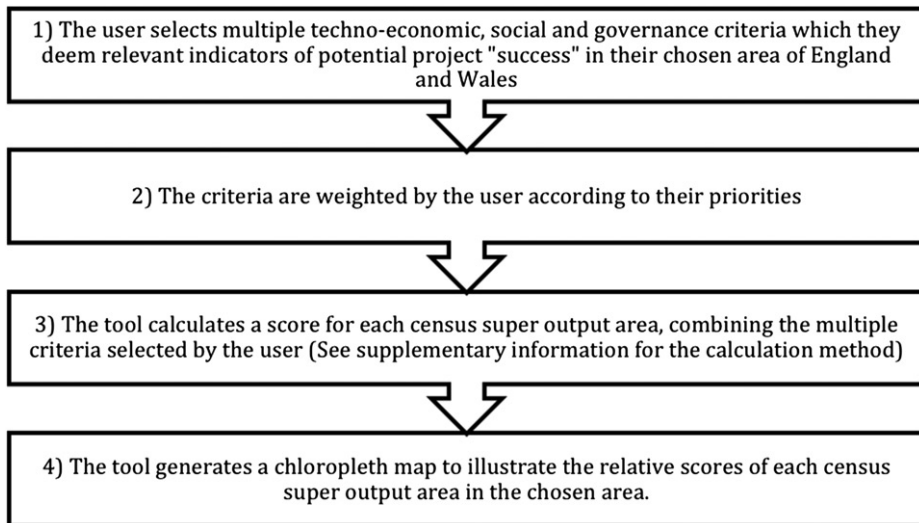 1) The user selects multiple techno-economic, social and governance criteria which they
deem relevant indicators of potential project "success" in their chosen area of England
and Wales
2) The criteria are weighted by the user according to their priorities
3) The tool calculates a score for each census super output area, combining the multiple
criteria selected by the user (See supplementary information for the calculation method)
4) The tool generates a chloropleth map to illustrate the relative scores of each census
super output area in the chosen area.